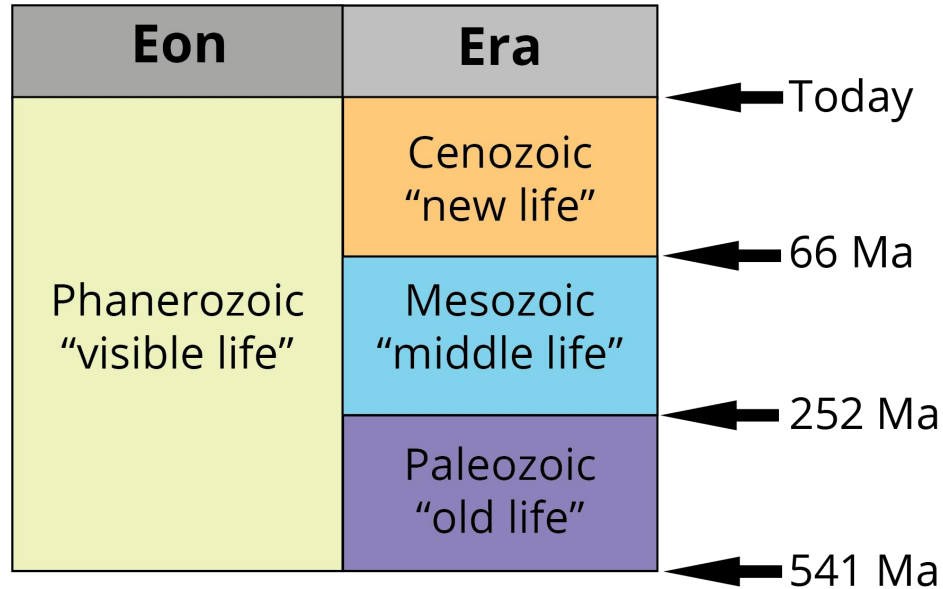 Eon
Era
Today
Cenozoic
“new life”
66 Ma
Phanerozoic
“visible life”
Mesozoic
“middle life”
252 Ma
Paleozoic
“old life”
541 Ma